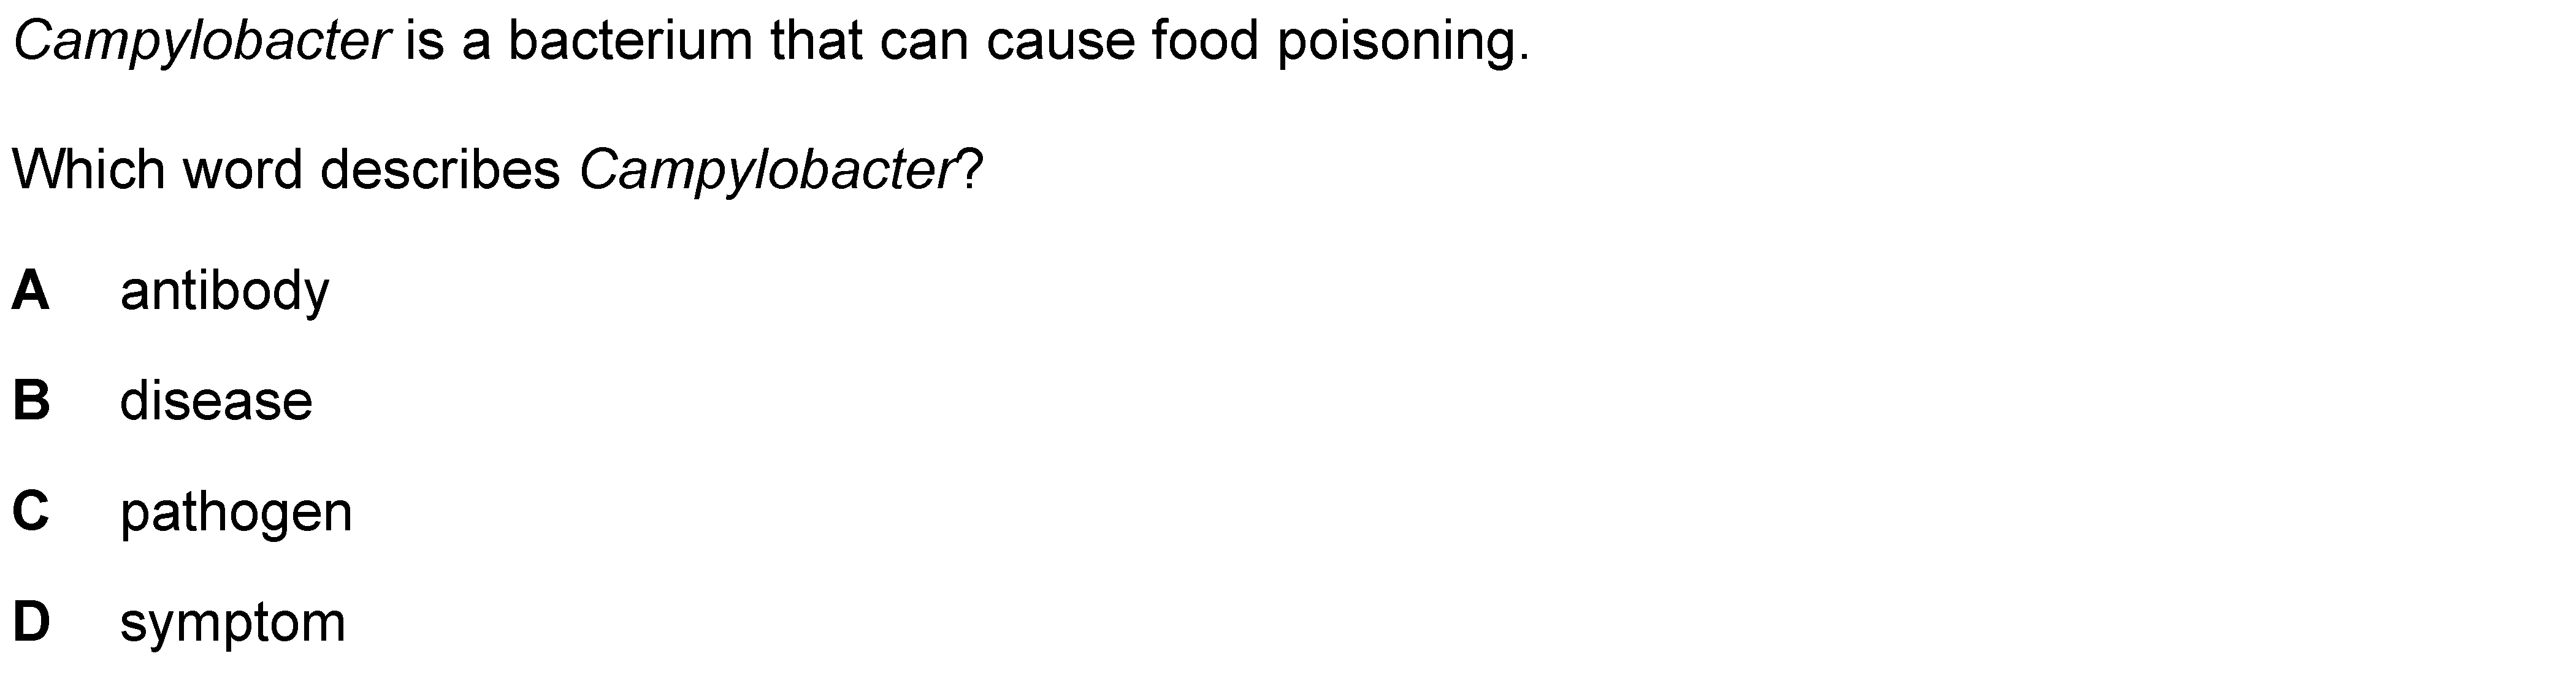 Campylobacter is a bacterium that can cause food poisoning.
Which word describes Campylobacter?
A antibody
B disease
C pathogen
D symptom